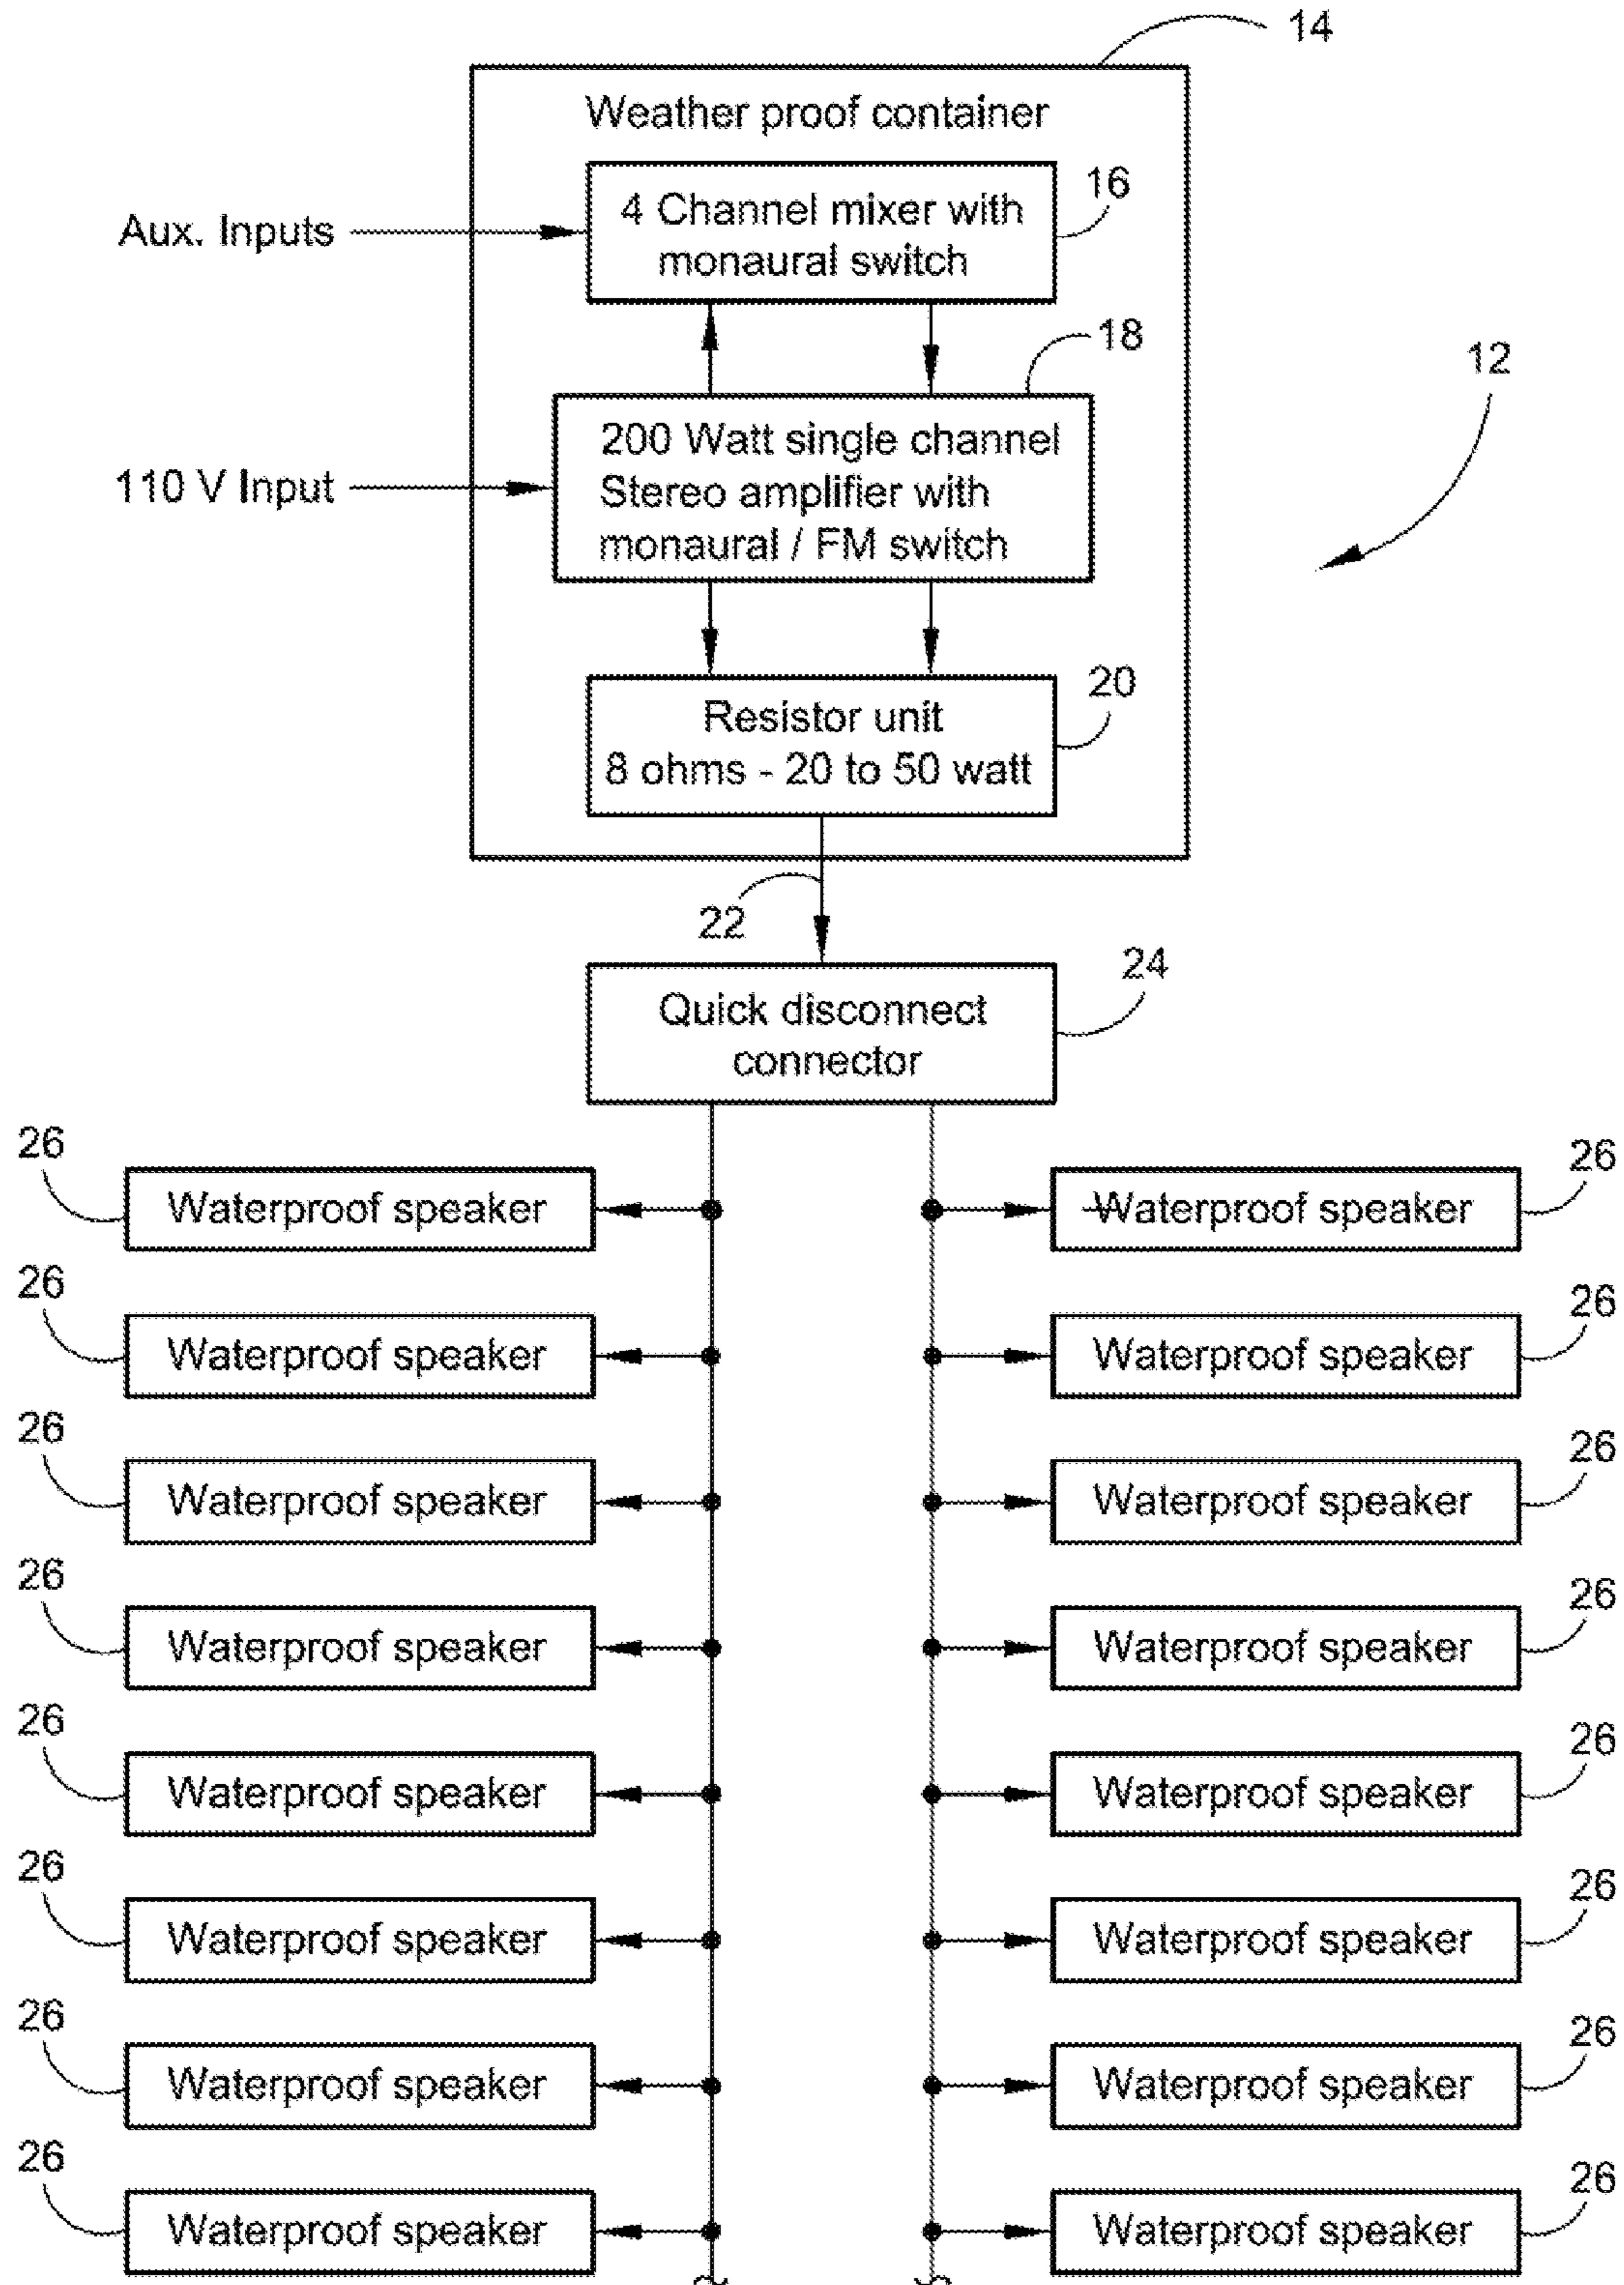 14
Weather proof container
16
4 Channel mixer with
monaural switch
Aux. Inputs
18
12
200 Watt single channel
Stereo amplifier with
monaural / FM switch
110 V Input
20
Resistor unit
8 ohms - 20 to 50 watt
22
24
Quick disconnect
connector
26
26
Waterproof speaker
Waterproof speaker
26
26
Waterproof speaker
Waterproof speaker
26
26
Waterproof speaker
Waterproof speaker
26
26
Waterproof speaker
Waterproof speaker
26
26
Waterproof speaker
Waterproof speaker
26
26
Waterproof speaker
Waterproof speaker
26
26
Waterproof speaker
Waterproof speaker
26
26
Waterproof speaker
Waterproof speaker